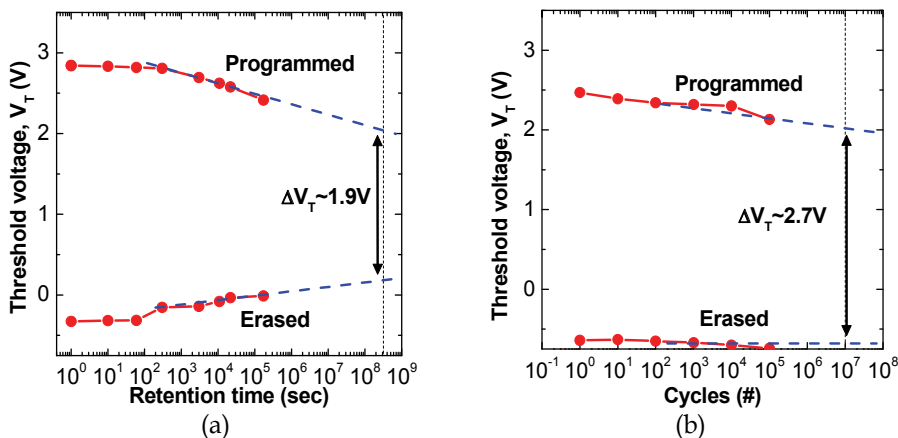 3
2
1
0
Threshold voltage, V_T (V)
Programmed
ΔV_T~1.9V
Erased
10^0 10^1 10^2 10^3 10^4 10^5 10^6 10^7 10^8 10^9
Retention time (sec)
(a)
3
2
1
0
Threshold voltage, V_T (V)
Programmed
ΔV_T~2.7V
Erased
10^-1 10^0 10^1 10^2 10^3 10^4 10^5 10^6 10^7 10^8
Cycles (#)
(b)